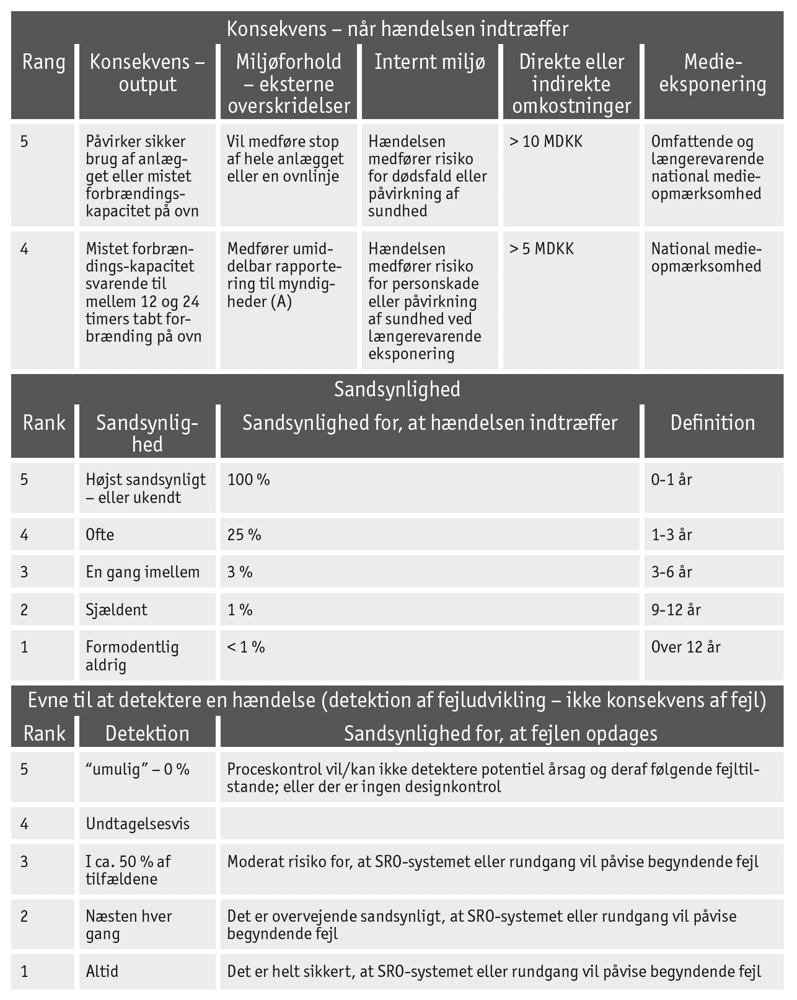 Konsekvens – når hændelsen indtræffer
Rang
Konsekvens –
output
Miljøforhold
– eksterne
overskridelser
Internt miljø
Direkte eller
indirekte
omkostninger
Medie-
eksponering
5
Påvirker sikker
brug af anlæg-
get eller mistet
forbrændings-
kapacitet på ovn
Vil medføre stop
af hele anlægget
eller en ovnlinje
Hændelsen
medfører risiko
for dødsfald eller
påvirkning af
sundhed
> 10 MDKK
Omfattende og
længerevarende
national medie-
opmærksomhed
4
Mistet forbræn-
dings-kapacitet
svarende til
mellem 12 og 24
timers tabt for-
brænding på ovn
Medfører umid-
delbar rapporte-
ring til myndig-
heder (A)
Hændelsen
medfører risiko
for personskade
eller påvirkning
af sundhed ved
længerevarende
eksponering
> 5 MDKK
National medie-
opmærksomhed
Sandsynlighed
Rank
Sandsynlig-
hed
Sandsynlighed for, at hændelsen indtræffer
Definition
5
Højst sandsynligt
– eller ukendt
100 %
0-1 år
4
Ofte
25 %
1-3 år
3
En gang imellem
3 %
3-6 år
2
Sjældent
1 %
9-12 år
1
Formodentlig
aldrig
< 1 %
Over 12 år
Evne til at detektere en hændelse (detektion af fejludvikling – ikke konsekvens af fejl)
Rank
Detektion
Sandsynlighed for, at fejlen opdages
5
“umulig” – 0 %
Proceskontrol vil/kan ikke detektere potentiel årsag og deraf følgende fejltil-
stande; eller der er ingen designkontrol
4
Undtagelsesvis
3
I ca. 50 % af
tilfældene
Moderat risiko for, at SRO-systemet eller rundgang vil påvise begyndende fejl
2
Næsten hver
gang
Det er overvejende sandsynligt, at SRO-systemet eller rundgang vil påvise
begyndende fejl
1
Altid
Det er helt sikkert, at SRO-systemet eller rundgang vil påvise begyndende fejl